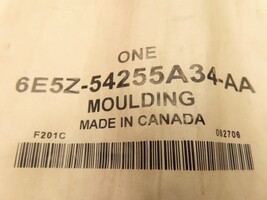 ONE
6E5Z-54255A34-AA
MOULDING
MADE IN CANADA
F201C 082706